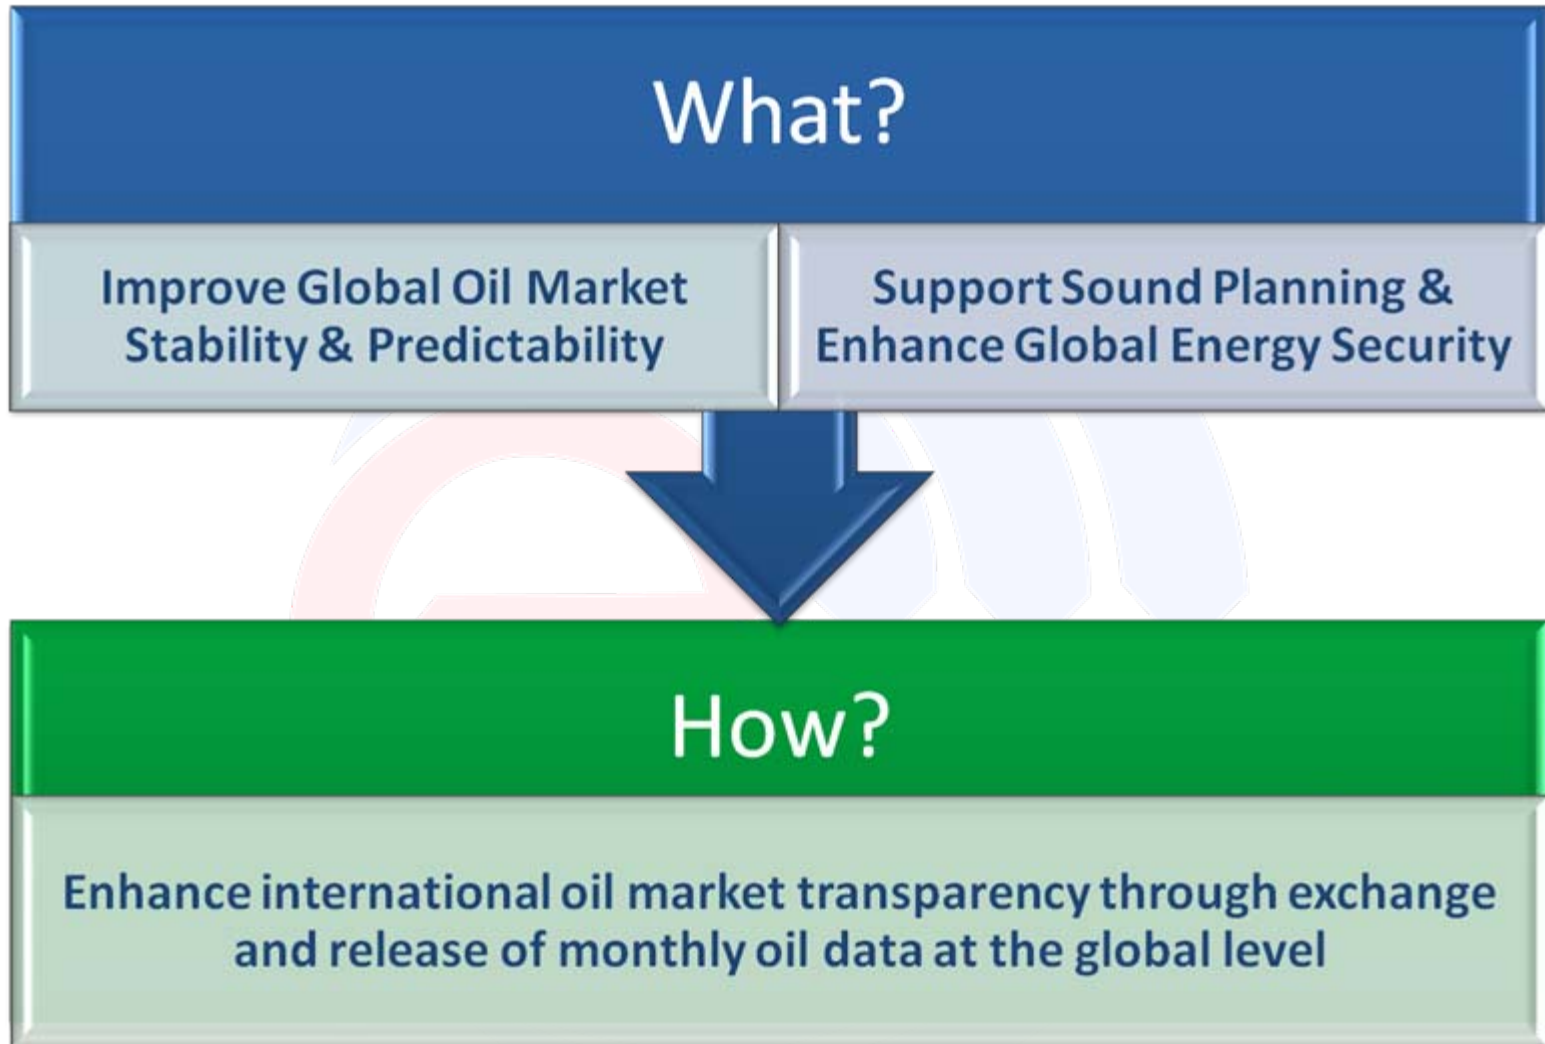 What?
Improve Global Oil Market
Stability & Predictability
Support Sound Planning &
Enhance Global Energy Security
How?
Enhance international oil market transparency through exchange
and release of monthly oil data at the global level